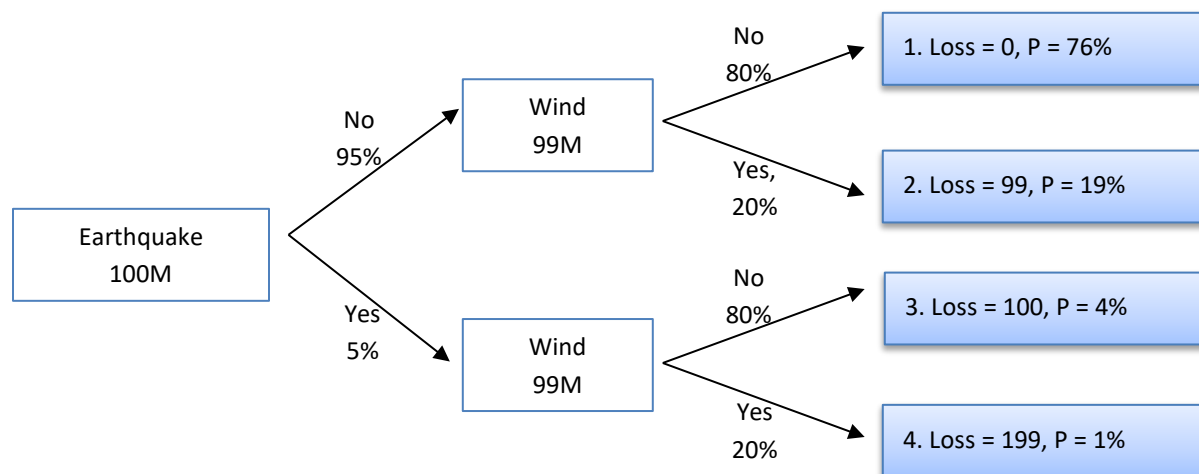 Earthquake
100M
No
95%
Yes
5%
Wind
99M
Wind
99M
No
80%
Yes,
20%
No
80%
Yes
20%
1. Loss = 0, P = 76%
2. Loss = 99, P = 19%
3. Loss = 100, P = 4%
4. Loss = 199, P = 1%